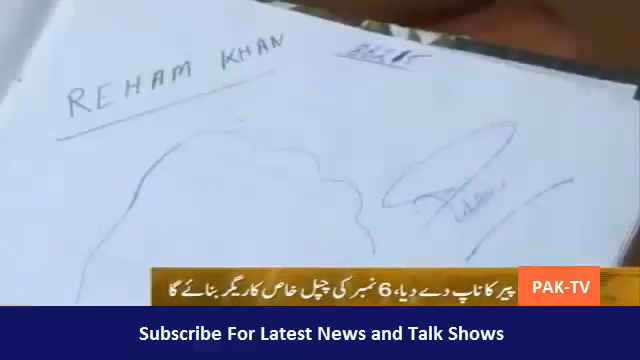 REHAM KHAN
پیر کا ناپ دے دیا، 6 نمبر کی چپل خاص کاریگر بنائے گا
PAK-TV
Subscribe For Latest News and Talk Shows